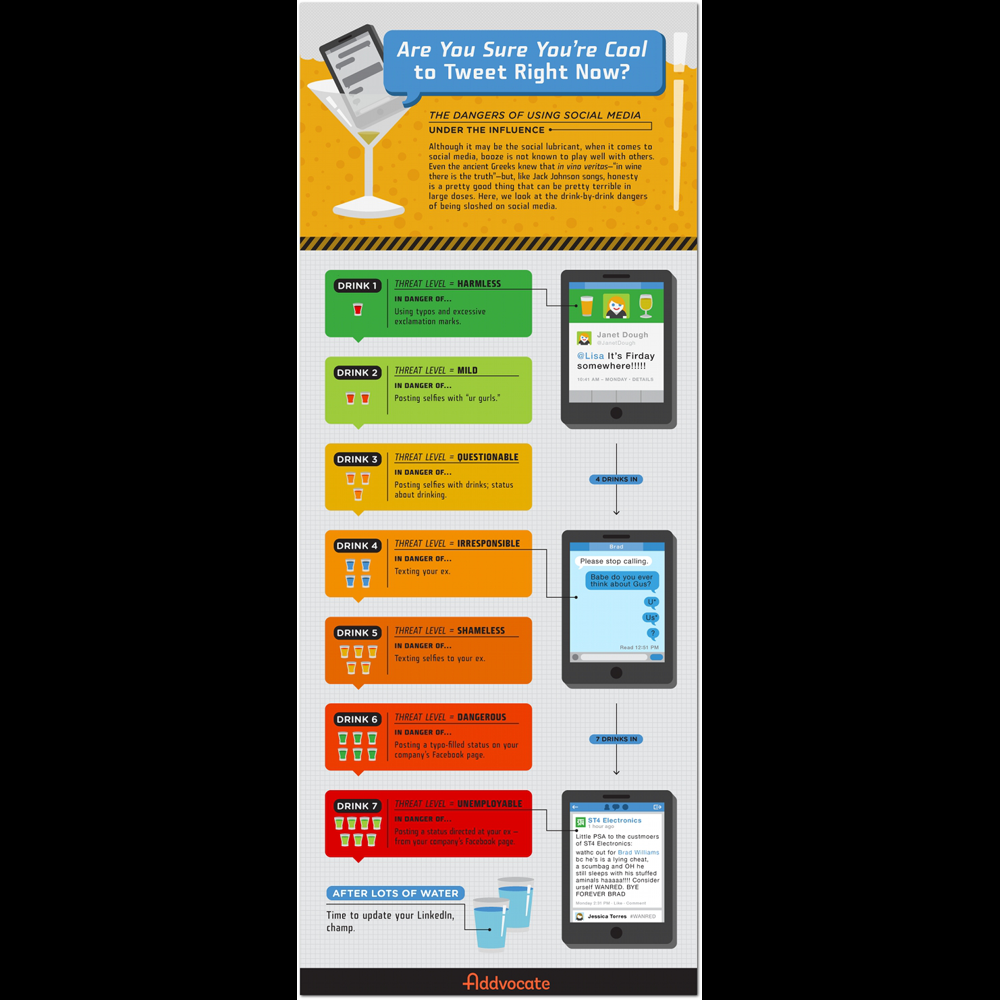 Are You Sure You're Cool
to Tweet Right Now?
THE DANGERS OF USING SOCIAL MEDIA
UNDER THE INFLUENCE
Although it may be the social lubricant, when it comes to
social media, booze is not known to play well with others.
Even the ancient Greeks knew that in vino veritas—"in wine
there is the truth"—but, like Jack Johnson songs, honesty
is a pretty good thing that can be pretty terrible in
large doses. Here, we look at the drink-by-drink dangers
of being sloshed on social media.
DRINK 1
THREAT LEVEL = HARMLESS
IN DANGER OF...
Using typos and excessive
exclamation marks.
Janet Dough
@JanetDough
@Lisa It's Firday
somewhere!!!!!
10:41 AM - MONDAY · DETAILS
DRINK 2
THREAT LEVEL = MILD
IN DANGER OF...
Posting selfies with "ur gurls."
DRINK 3
THREAT LEVEL = QUESTIONABLE
IN DANGER OF...
Posting selfies with drinks; status
about drinking.
4 DRINKS IN
DRINK 4
THREAT LEVEL = IRRESPONSIBLE
IN DANGER OF...
Texting your ex.
Brad
Please stop calling.
Babe do you ever
think about Gus?
U*
Us*
?
Read 12:01 PM
DRINK 5
THREAT LEVEL = SHAMELESS
IN DANGER OF...
Texting selfies to your ex.
DRINK 6
THREAT LEVEL = DANGEROUS
IN DANGER OF...
Posting a typo-filled status on your
company's Facebook page.
7 DRINKS IN
DRINK 7
THREAT LEVEL = UNEMPLOYABLE
IN DANGER OF...
Posting a status directed at your ex –
from your company's Facebook page.
ST4 Electronics
1 hour ago
Little PSA to the custmoers
of ST4 Electronics:
wathc out for Brad Williams
bc he's is a lying cheat,
a scumbag and OH he
still sleeps with his stuffed
aminals haaaa!!!! Consider
urself WANRED. BYE
FOREVER BRAD
Monday 2:31 PM · Like · Comment
Jessica Torres #WANRED
AFTER LOTS OF WATER
Time to update your LinkedIn,
champ.
Addvocate